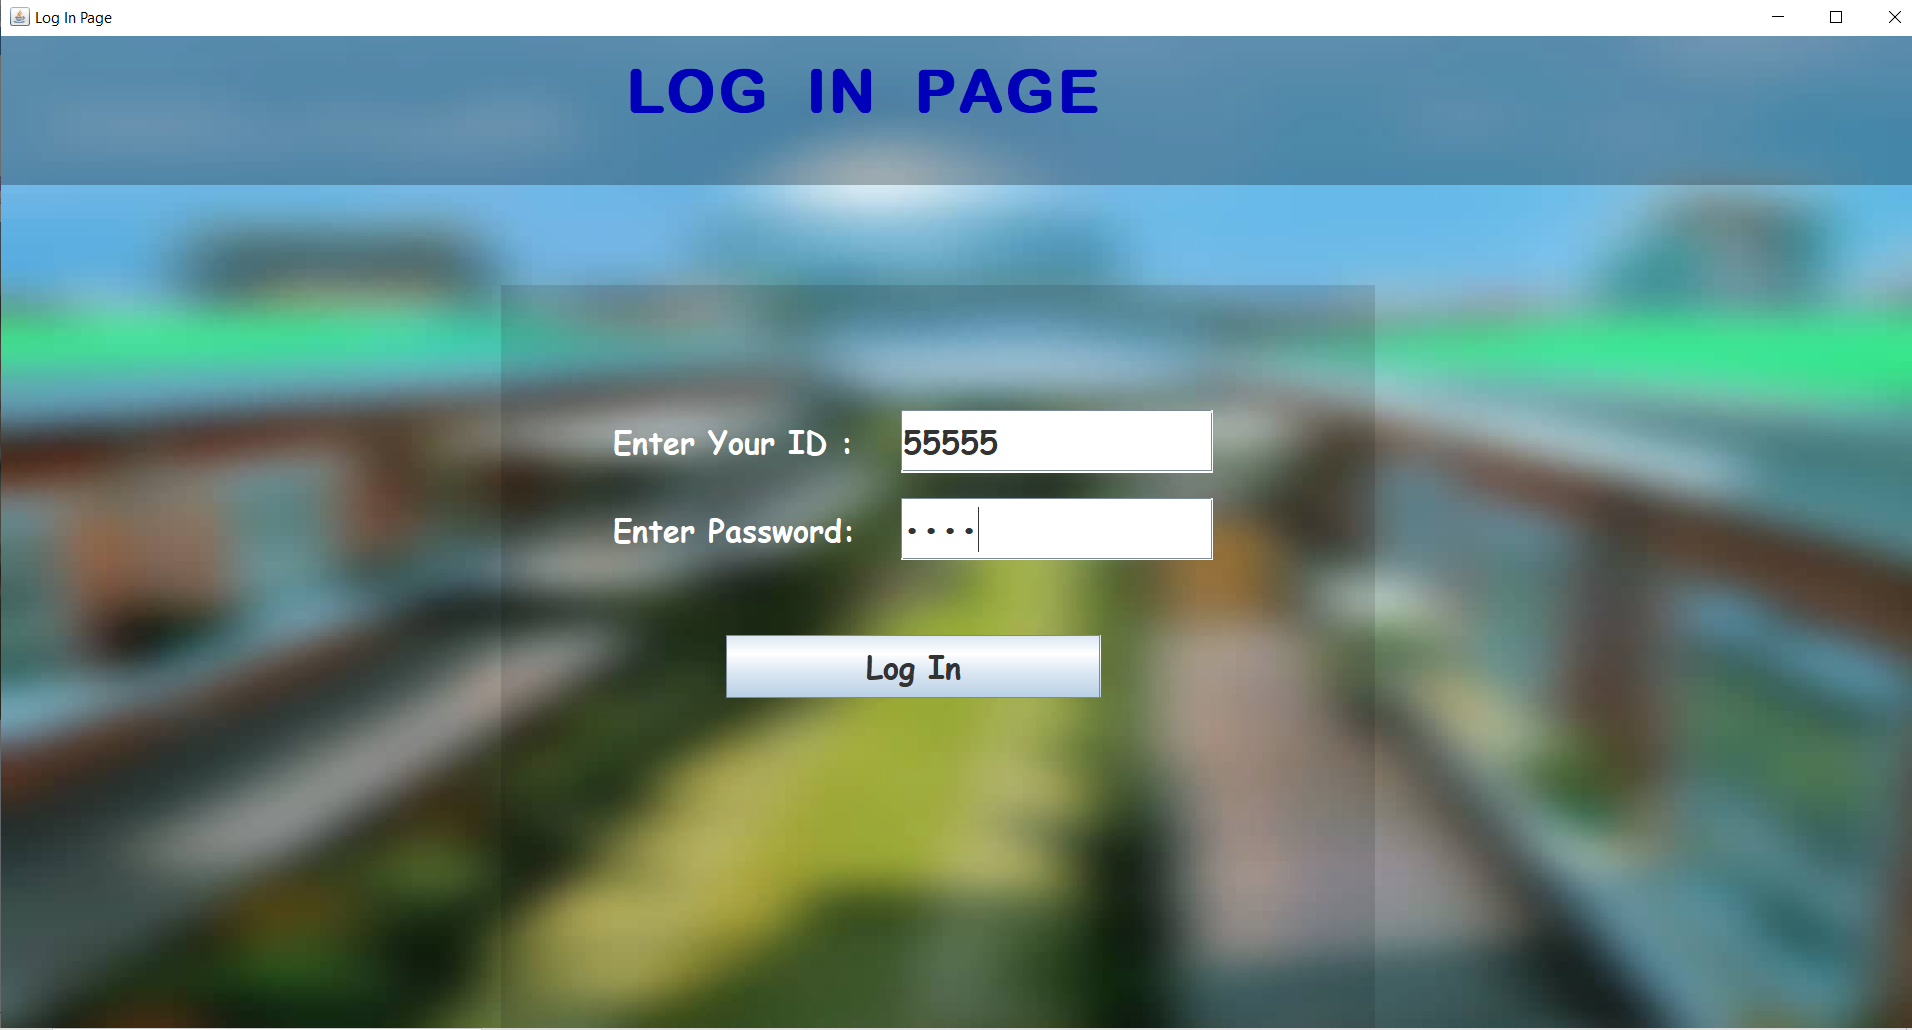 Log In Page
LOG IN PAGE
Enter Your ID : 55555
Enter Password: ••••
Log In